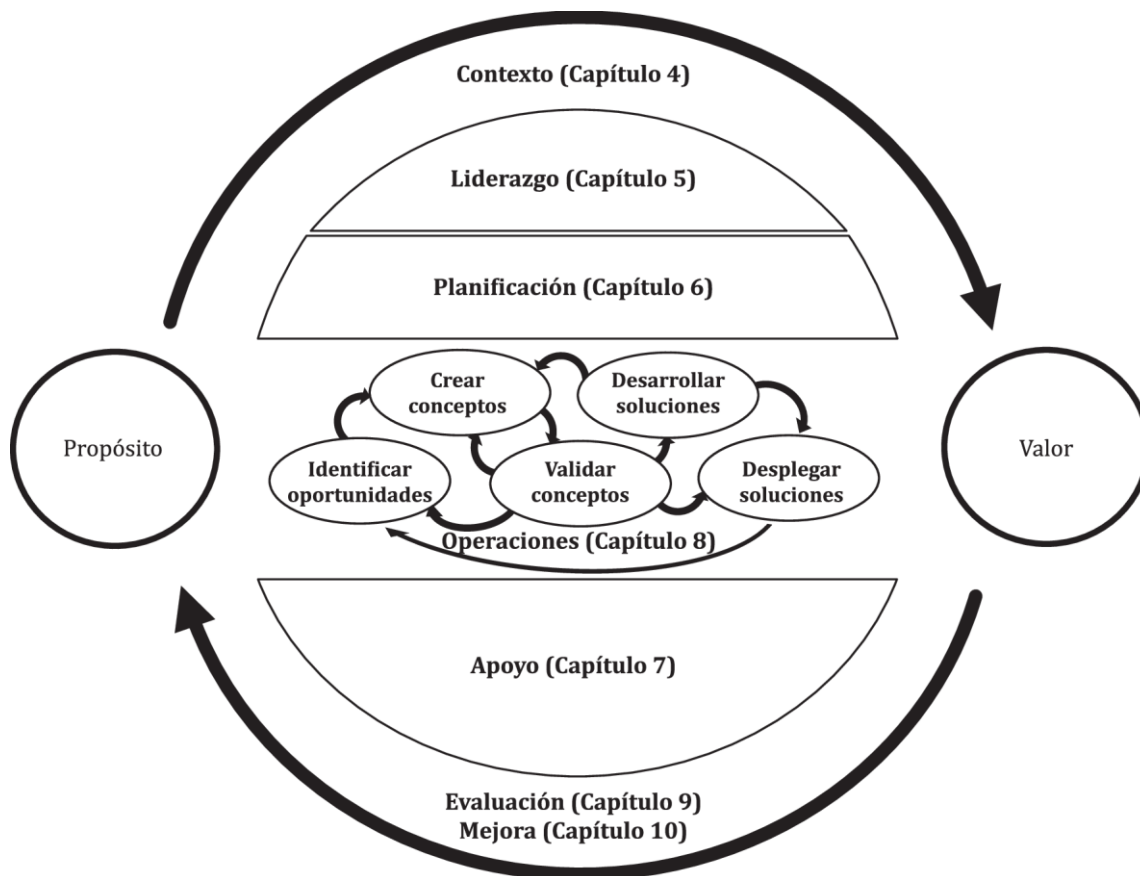 Contexto (Capítulo 4)
Liderazgo (Capítulo 5)
Planificación (Capítulo 6)
Propósito
Crear
conceptos
Desarrollar
soluciones
Identificar
oportunidades
Validar
conceptos
Desplegar
soluciones
Operaciones (Capítulo 8)
Valor
Apoyo (Capítulo 7)
Evaluación (Capítulo 9)
Mejora (Capítulo 10)